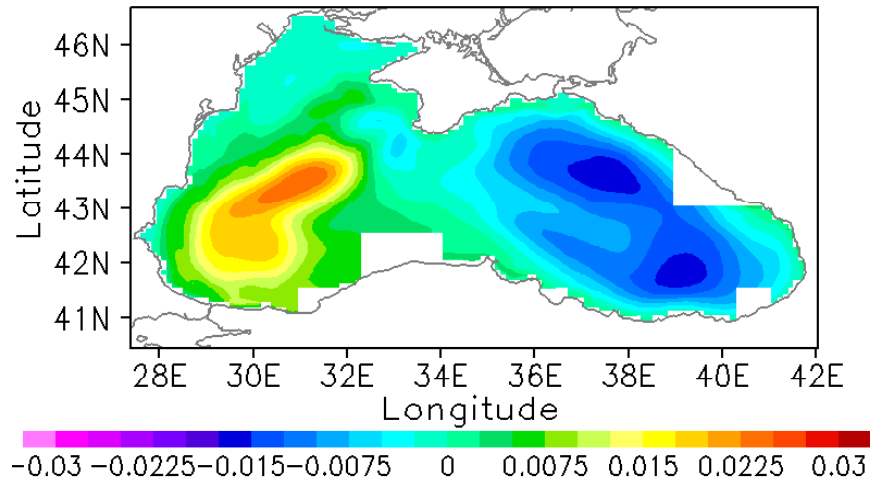 46N
45N
44N
43N
42N
41N
Latitude
28E 30E 32E 34E 36E 38E 40E 42E
Longitude
-0.03 -0.0225 -0.015 -0.0075 0 0.0075 0.015 0.0225 0.03